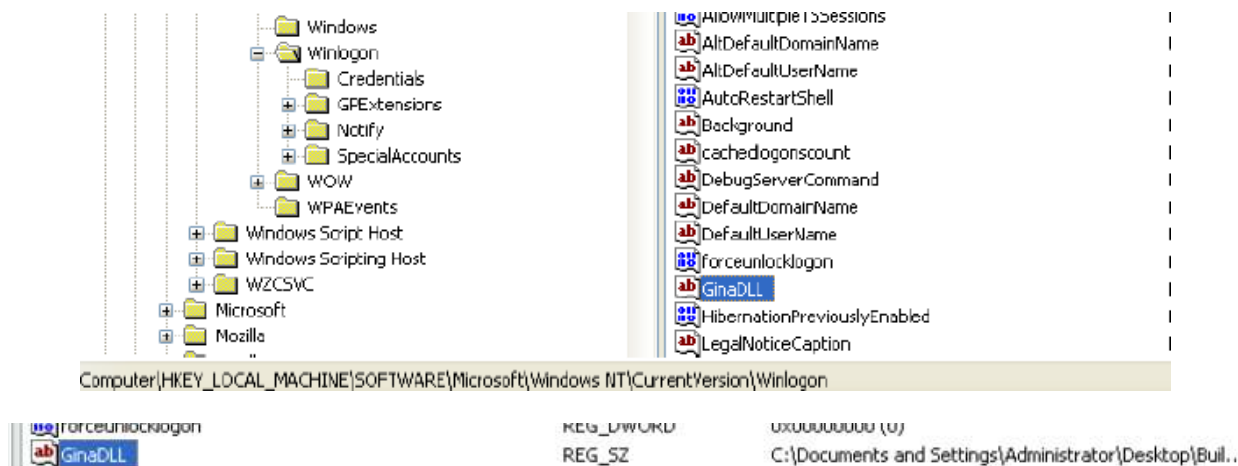 Windows
Winlogon
Credentials
GPExtensions
Notify
SpecialAccounts
WOW
WPAEvents
Windows Script Host
Windows Scripting Host
WZCSVC
Microsoft
Mozilla
AllowMultipleTSSessions
AltDefaultDomainName
AltDefaultUserName
AutoRestartShell
Background
cachedlogonscount
DebugServerCommand
DefaultDomainName
DefaultUserName
forceunlocklogon
GinaDLL
HibernationPreviouslyEnabled
LegalNoticeCaption
Computer\HKEY_LOCAL_MACHINE\SOFTWARE\Microsoft\Windows NT\CurrentVersion\Winlogon
forceunlocklogon REG_DWORD 0x00000000 (0)
GinaDLL REG_SZ C:\Documents and Settings\Administrator\Desktop\Buil..